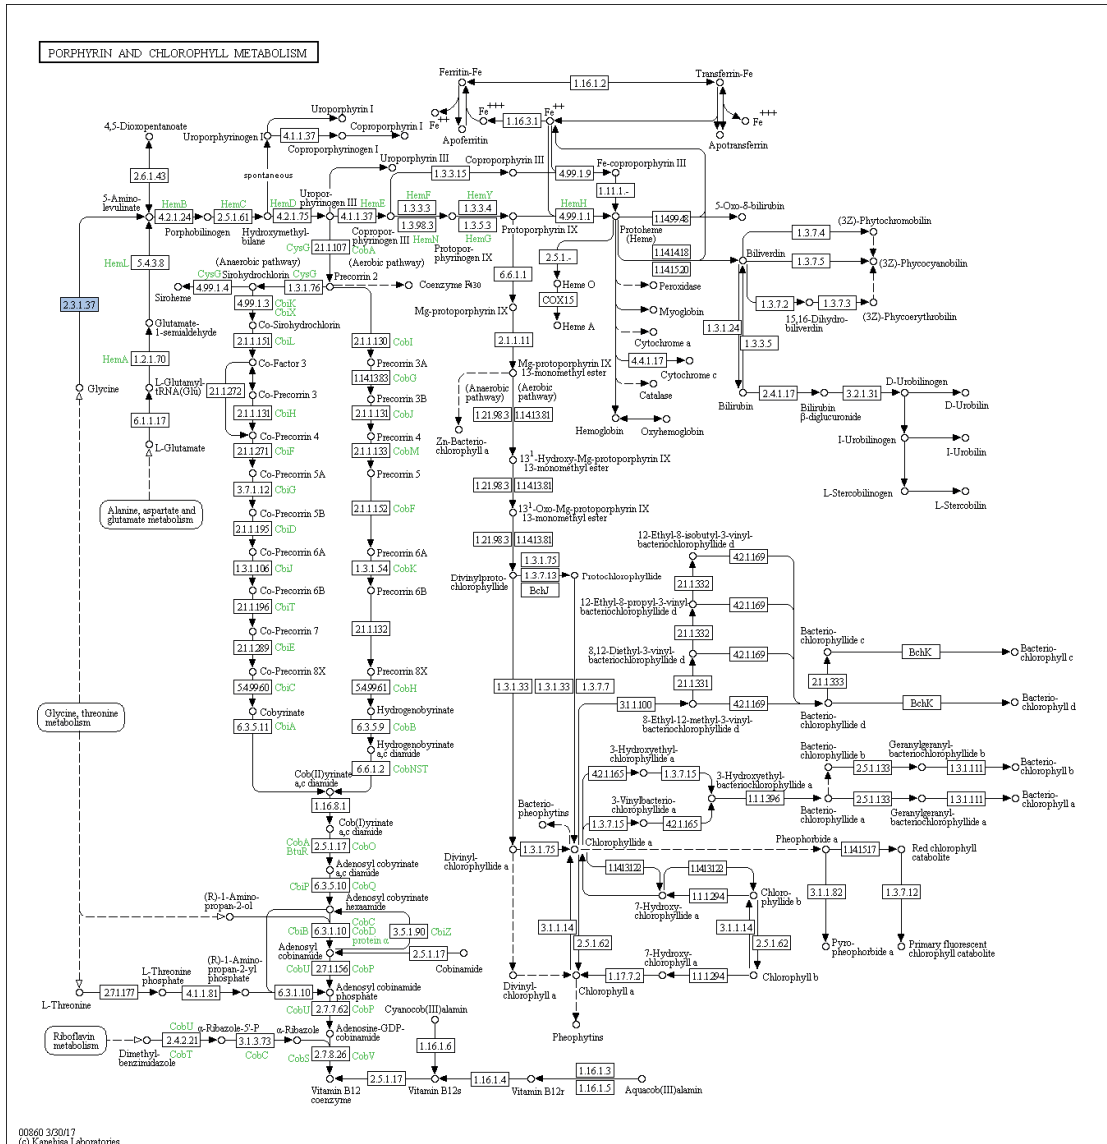 PORPHYRIN AND CHLOROPHYLL METABOLISM
Ferritin-Fe
1.16.1.2
Transferrin-Fe
Fe++
Apoferritin
Fe+++
1.16.3.1
Fe++
Apotransferrin
Fe+++
4,5-Dioxopentanoate
Uroporphyrinogen I
Uroporphyrin I
4.1.1.37
Coproporphyrin I
Coproporphyrinogen I
spontaneous
Uroporphyrin III
Coproporphyrin III
1.3.3.15
4.99.1.9
Fe-coproporphyrin III
1.11.1.-
2.6.1.43
5-Amino-
levulinate
HemB
4.2.1.24
Porphobilinogen
HemC
2.5.1.61
Hydroxymethyl-
bilane
HemD
4.2.1.75
Uropor-
phyrinogen III
HemE
4.1.1.37
Copropor-
phyrinogen III
HemF
1.3.3.3
1.3.98.3
HemN
Protopor-
phyrinogen IX
HemY
1.3.3.4
1.3.5.3
HemG
Protoporphyrin IX
HemH
4.99.1.1
Protoheme
(Heme)
1.14.99.48
5-Oxo-δ-bilirubin
1.14.14.18
1.14.15.20
Biliverdin
1.3.7.4
(3Z)-Phytochromobilin
1.3.7.5
(3Z)-Phycocyanobilin
1.3.7.2
15,16-Dihydro-
biliverdin
1.3.7.3
(3Z)-Phycoerythrobilin
1.3.1.24
1.3.3.5
Bilirubin
2.4.1.17
Bilirubin
β-diglucuronide
3.2.1.31
D-Urobilinogen
D-Urobilin
I-Urobilinogen
I-Urobilin
L-Stercobilinogen
L-Stercobilin
CysG
2.1.1.107
CobA
(Anaerobic pathway)
(Aerobic pathway)
HemL
5.4.3.8
CysG
Sirohydrochlorin
CysG
Siroheme
4.99.1.4
1.3.1.76
Precorrin 2
Coenzyme F430
2.3.1.37
Glycine
Glutamate-
1-semialdehyde
HemA
1.2.1.70
L-Glutamyl-
tRNA(Glu)
6.1.1.17
L-Glutamate
Alanine, aspartate and
glutamate metabolism
4.99.1.3
CbiK
CbiX
Co-Sirohydrochlorin
2.1.1.151
CbiL
Co-Factor 3
2.1.1.272
Co-Precorrin 3
2.1.1.131
CbiH
Co-Precorrin 4
2.1.1.271
CbiF
Co-Precorrin 5A
3.7.1.12
CbiG
Co-Precorrin 5B
2.1.1.195
CbiD
Co-Precorrin 6A
1.3.1.106
CbiJ
Co-Precorrin 6B
2.1.1.196
CbiT
Co-Precorrin 7
2.1.1.289
CbiE
Co-Precorrin 8X
5.4.99.60
CbiC
Cobyrinate
6.3.5.11
CbiA
2.1.1.130
CobI
Precorrin 3A
1.14.13.83
CobG
Precorrin 3B
2.1.1.131
CobJ
Precorrin 4
2.1.1.133
CobM
Precorrin 5
2.1.1.152
CobF
Precorrin 6A
1.3.1.54
CobK
Precorrin 6B
2.1.1.132
Precorrin 8X
5.4.99.61
CobH
Hydrogenobyrinate
6.3.5.9
CobB
Hydrogenobyrinate
a,c diamide
6.6.1.2
CobNST
Cob(II)yrinate
a,c diamide
1.16.8.1
Cob(I)yrinate
a,c diamide
CobA
BtuR
2.5.1.17
CobO
Adenosyl cobyrinate
a,c diamide
CbiP
6.3.5.10
CobQ
Adenosyl cobyrinate
hexaamide
(R)-1-Amino-
propan-2-ol
CbiB
6.3.1.10
CobC
CobD
protein α
3.5.1.90
CbiZ
Adenosyl
cobinamide
2.5.1.17
Cobinamide
CobU
2.7.1.156
CobP
Glycine, threonine
metabolism
L-Threonine
2.7.1.177
L-Threonine
phosphate
4.1.1.81
(R)-1-Amino-
propan-2-yl
phosphate
6.3.1.10
Adenosyl cobinamide
phosphate
CobU
2.7.7.62
CobP
Adenosine-GDP-
cobinamide
Riboflavin
metabolism
Dimethyl-
benzimidazole
CobU
2.4.2.21
CobT
α-Ribazole-5'-P
3.1.3.73
CobC
α-Ribazole
CobS
2.7.8.26
CobV
Vitamin B12
coenzyme
2.5.1.17
Cyanocob(III)alamin
1.16.1.6
Vitamin B12s
1.16.1.4
Vitamin B12r
1.16.1.3
1.16.1.5
Aquacob(III)alamin
6.6.1.1
Mg-protoporphyrin IX
2.1.1.11
Mg-protoporphyrin IX
13-monomethyl ester
(Anaerobic
pathway)
(Aerobic
pathway)
1.21.98.3
1.14.13.81
Zn-Bacterio-
chlorophyll a
13¹-Hydroxy-Mg-protoporphyrin IX
13-monomethyl ester
1.21.98.3
1.14.13.81
13¹-Oxo-Mg-protoporphyrin IX
13-monomethyl ester
1.21.98.3
1.14.13.81
2.5.1.-
Heme O
COX15
Heme A
Peroxidase
Myoglobin
Cytochrome a
4.4.1.17
Cytochrome c
Catalase
Hemoglobin
Oxyhemoglobin
Divinylproto-
chlorophyllide
1.3.1.75
1.3.7.13
BchJ
Protochlorophyllide
1.3.1.33
1.3.1.33
1.3.7.7
12-Ethyl-8-isobutyl-3-vinyl-
bacteriochlorophyllide d
4.2.1.169
2.1.1.332
12-Ethyl-8-propyl-3-vinyl-
bacteriochlorophyllide d
4.2.1.169
2.1.1.332
8,12-Diethyl-3-vinyl-
bacteriochlorophyllide d
4.2.1.169
2.1.1.331
3.1.1.100
8-Ethyl-12-methyl-3-vinyl-
bacteriochlorophyllide d
4.2.1.169
Bacterio-
chlorophyllide c
BchK
Bacterio-
chlorophyll c
2.1.1.333
Bacterio-
chlorophyllide d
BchK
Bacterio-
chlorophyll d
3-Hydroxyethyl-
chlorophyllide a
4.2.1.165
1.3.7.15
3-Vinylbacterio-
chlorophyllide a
1.3.7.15
4.2.1.165
3-Hydroxyethyl-
bacteriochlorophyllide a
1.1.1.396
Bacterio-
chlorophyllide b
2.5.1.133
Geranylgeranyl-
bacteriochlorophyllide b
1.3.1.111
Bacterio-
chlorophyll b
Bacterio-
chlorophyllide a
2.5.1.133
Geranylgeranyl-
bacteriochlorophyllide a
1.3.1.111
Bacterio-
chlorophyll a
Bacterio-
pheophytins
Divinyl-
chlorophyllide a
1.3.1.75
Chlorophyllide a
Pheophorbide a
1.14.15.17
Red chlorophyll
catabolite
3.1.1.82
1.3.7.12
Pyro-
pheophorbide a
Primary fluorescent
chlorophyll catabolite
1.14.13.122
1.14.13.122
7-Hydroxy-
chlorophyllide a
1.1.1.294
Chloro-
phyllide b
3.1.1.14
2.5.1.62
3.1.1.14
2.5.1.62
7-Hydroxy-
chlorophyll a
Divinyl-
chlorophyll a
Chlorophyll a
1.17.7.2
1.1.1.294
Chlorophyll b
Pheophytins
00860 3/30/17
(c) Kanehisa Laboratories